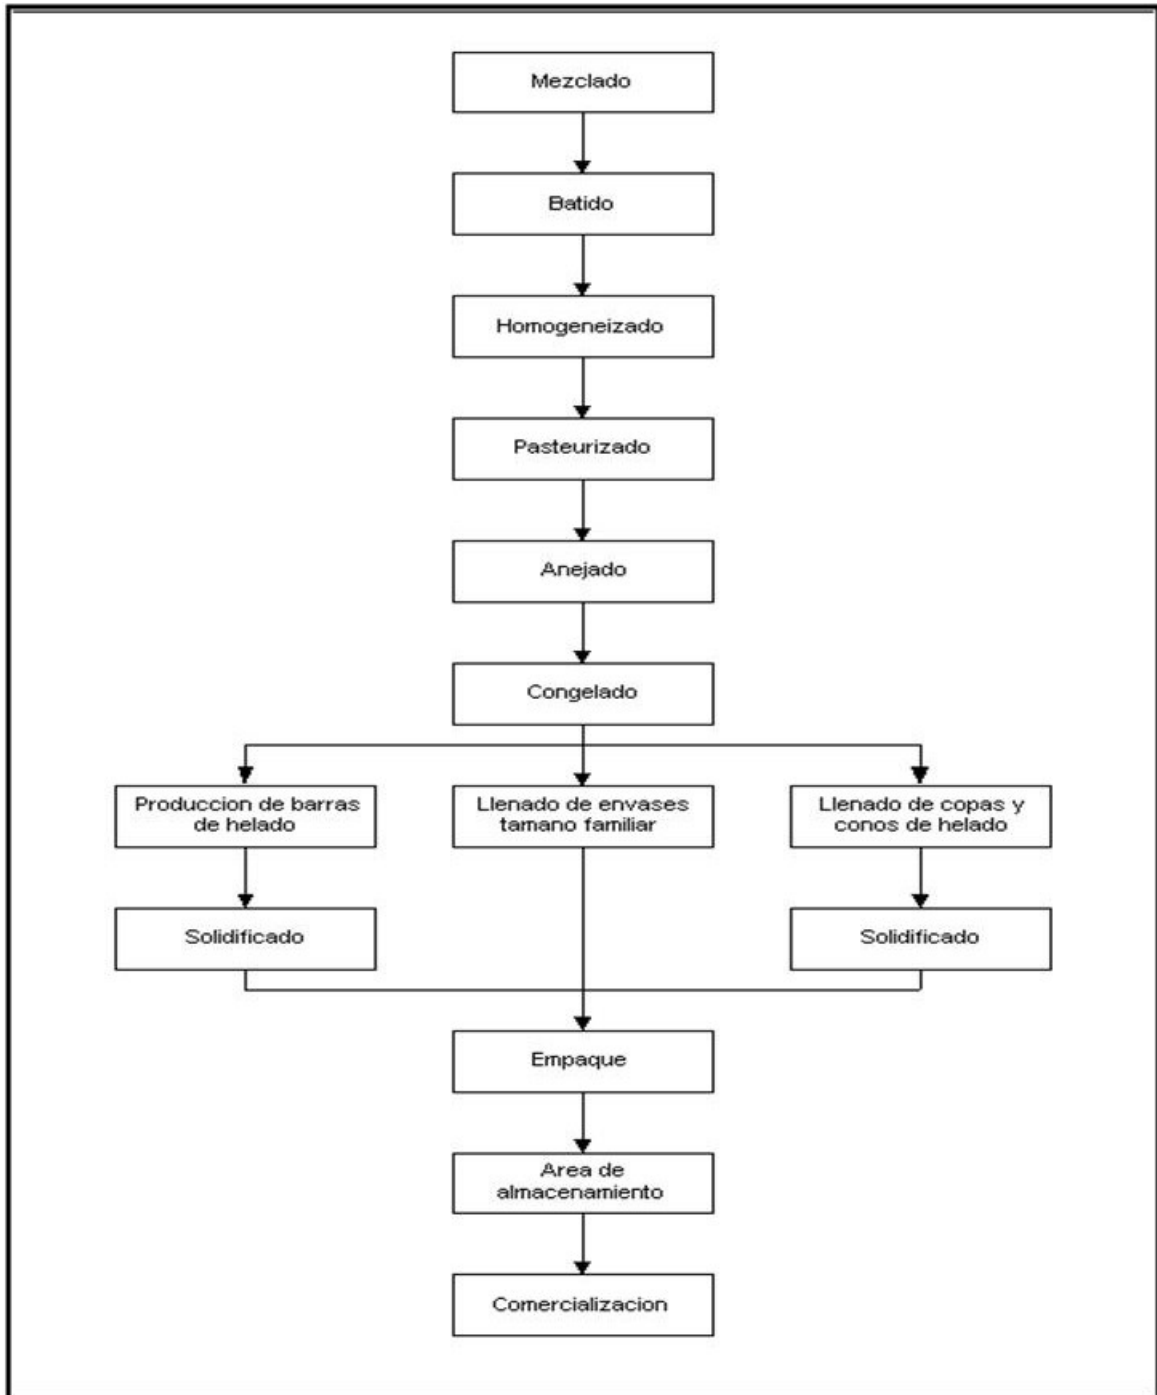 Mezclado
Batido
Homogeneizado
Pasteurizado
Anejado
Congelado
Produccion de barras
de helado
Llenado de envases
tamano familiar
Llenado de copas y
conos de helado
Solidificado
Solidificado
Empaque
Area de
almacenamiento
Comercializacion